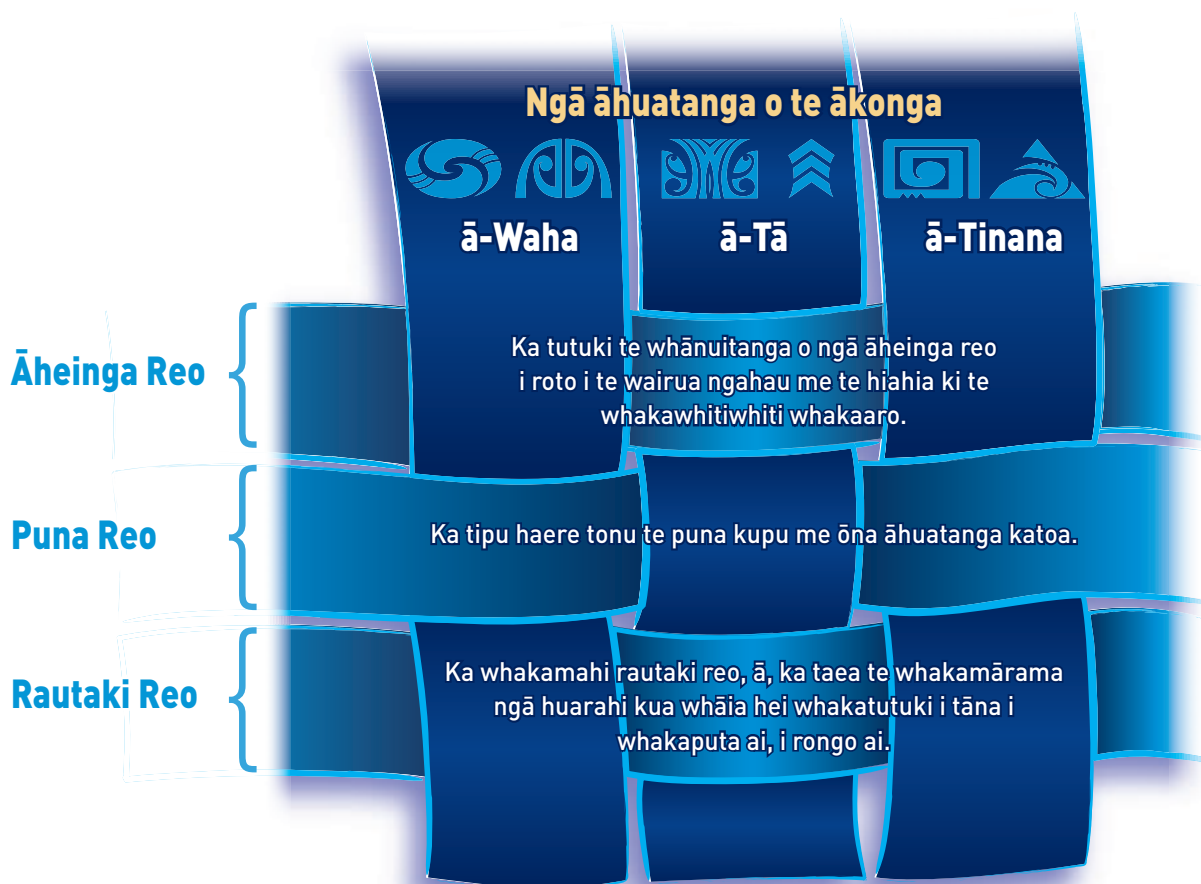 Ngā āhuatanga o te ākonga
ā-Waha
ā-Tā
ā-Tinana
Āheinga Reo
Ka tutuki te whānuitanga o ngā āheinga reo
i roto i te wairua ngahau me te hiahia ki te
whakawhitiwhiti whakaaro.
Puna Reo
Ka tipu haere tonu te puna kupu me ōna āhuatanga katoa.
Rautaki Reo
Ka whakamahi rautaki reo, ā, ka taea te whakamārama
ngā huarahi kua whāia hei whakatutuki i tāna i
whakaputa ai, i rongo ai.